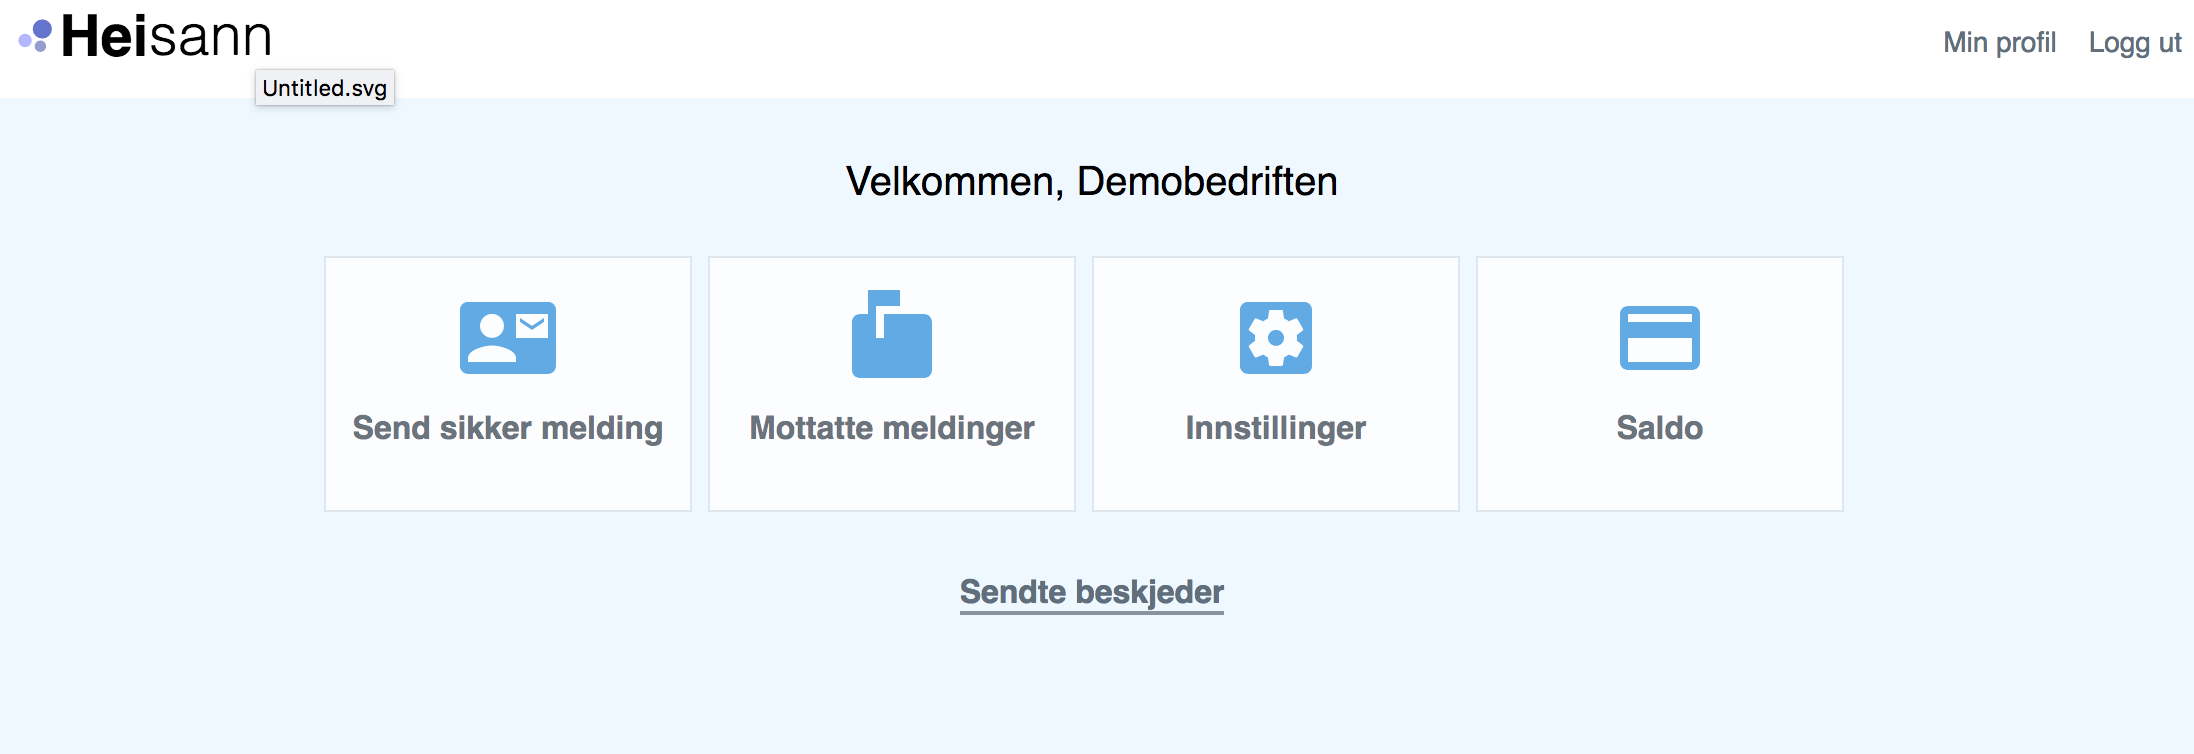 Heisann
Min profil
Logg ut
Untitled.svg
Velkommen, Demobedriften
Send sikker melding
Mottatte meldinger
Innstillinger
Saldo
Sendte beskjeder